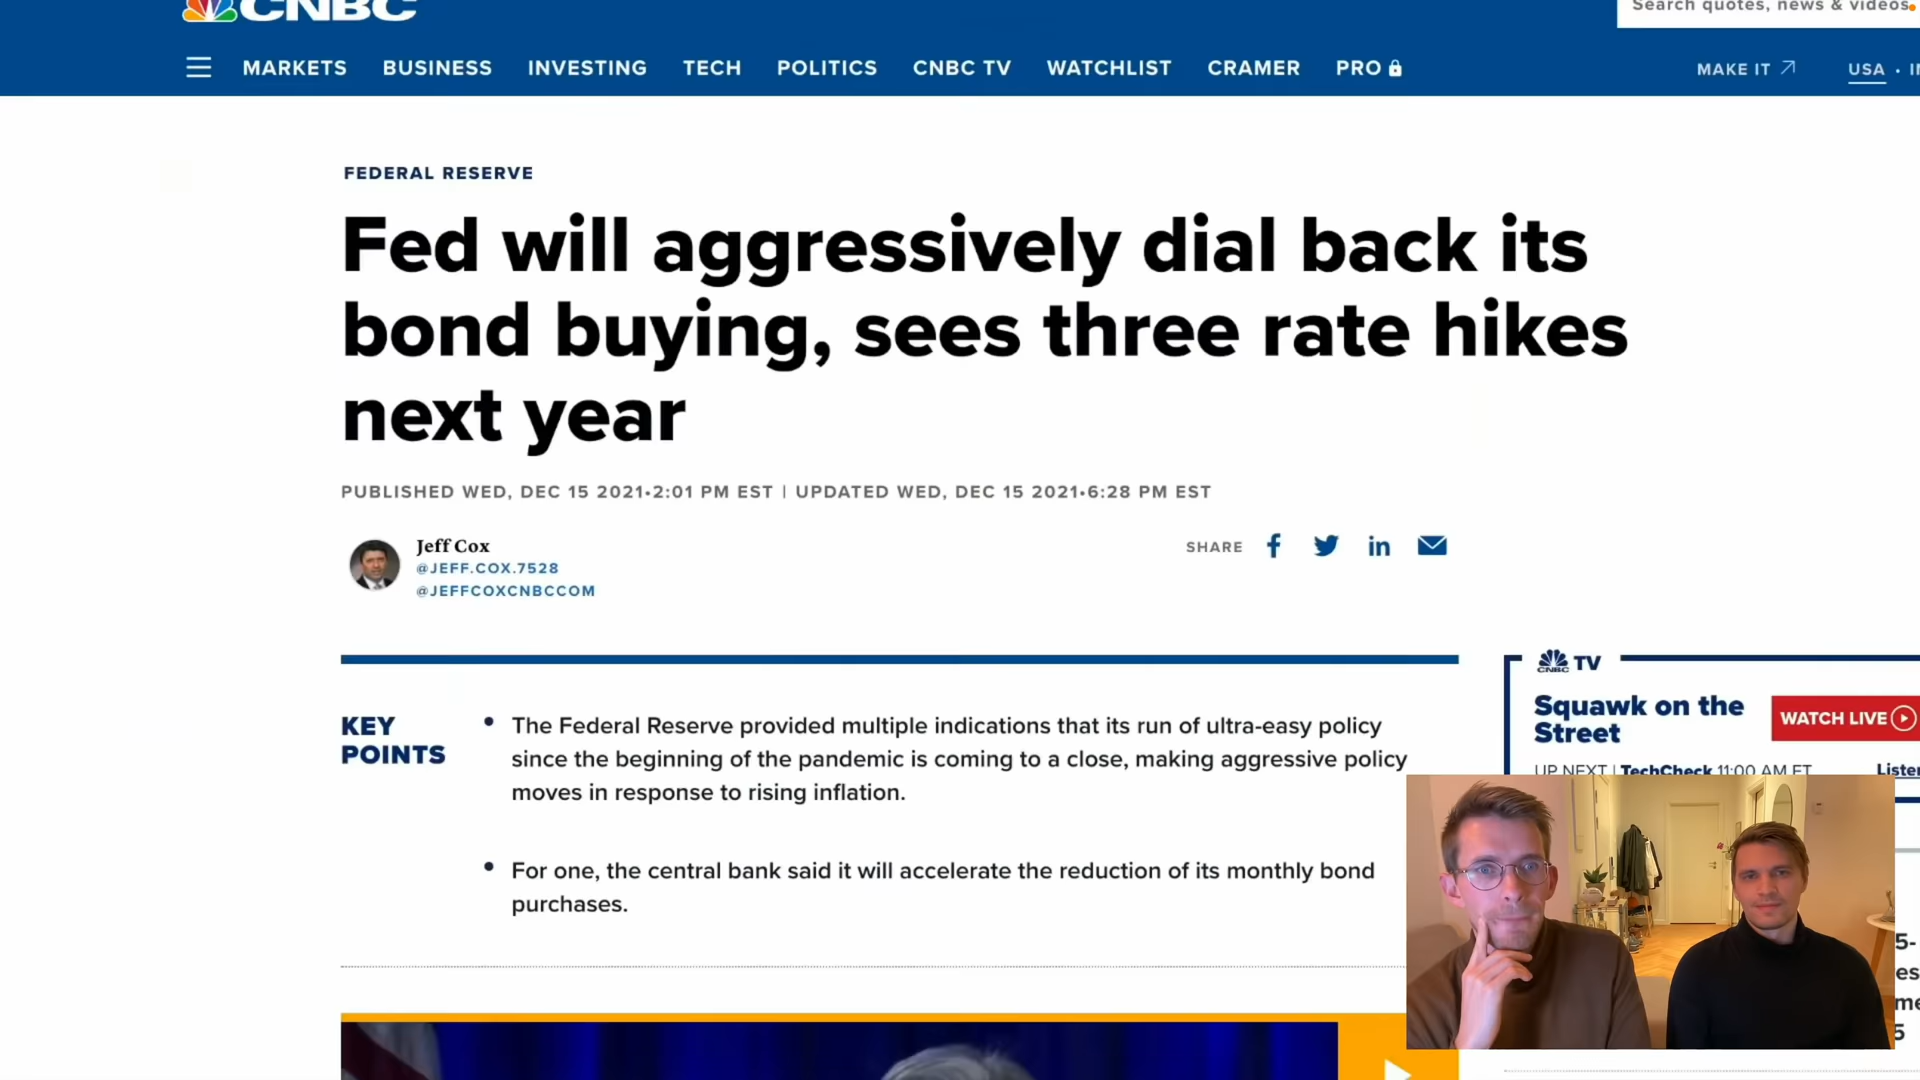 CNBC
Search quotes, news & videos
MARKETS BUSINESS INVESTING TECH POLITICS CNBC TV WATCHLIST CRAMER PRO
MAKE IT USA
FEDERAL RESERVE
Fed will aggressively dial back its
bond buying, sees three rate hikes
next year
PUBLISHED WED, DEC 15 2021•2:01 PM EST | UPDATED WED, DEC 15 2021•6:28 PM EST
Jeff Cox
@JEFF.COX.7528
@JEFFCOXCNBCCOM
SHARE
KEY
POINTS
• The Federal Reserve provided multiple indications that its run of ultra-easy policy
since the beginning of the pandemic is coming to a close, making aggressive policy
moves in response to rising inflation.
• For one, the central bank said it will accelerate the reduction of its monthly bond
purchases.
CNBC TV
Squawk on the
Street
WATCH LIVE
UP NEXT | TechCheck 11:00 AM ET